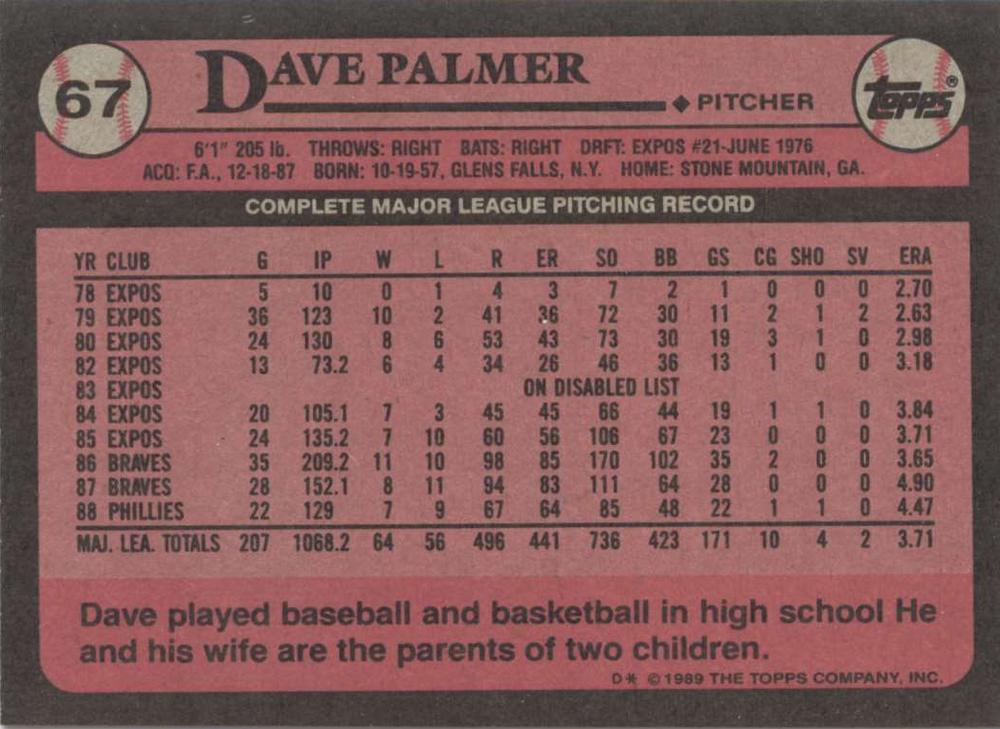 67
DAVE PALMER
◆ PITCHER
topps®
6'1" 205 lb. THROWS: RIGHT BATS: RIGHT DRFT: EXPOS #21-JUNE 1976
ACQ: F.A., 12-18-87 BORN: 10-19-57, GLENS FALLS, N.Y. HOME: STONE MOUNTAIN, GA.
COMPLETE MAJOR LEAGUE PITCHING RECORD
YR CLUB G IP W L R ER SO BB GS CG SHO SV ERA
78 EXPOS 5 10 0 1 4 3 7 2 1 0 0 0 2.70
79 EXPOS 36 123 10 2 41 36 72 30 11 2 1 2 2.63
80 EXPOS 24 130 8 6 53 43 73 30 19 3 1 0 2.98
82 EXPOS 13 73.2 6 4 34 26 46 36 13 1 0 0 3.18
83 EXPOS ON DISABLED LIST
84 EXPOS 20 105.1 7 3 45 45 66 44 19 1 1 0 3.84
85 EXPOS 24 135.2 7 10 60 56 106 67 23 0 0 0 3.71
86 BRAVES 35 209.2 11 10 98 85 170 102 35 2 0 0 3.65
87 BRAVES 28 152.1 8 11 94 83 111 64 28 0 0 0 4.90
88 PHILLIES 22 129 7 9 67 64 85 48 22 1 1 0 4.47
MAJ. LEA. TOTALS 207 1068.2 64 56 496 441 736 423 171 10 4 2 3.71
Dave played baseball and basketball in high school He
and his wife are the parents of two children.
D* ©1989 THE TOPPS COMPANY, INC.